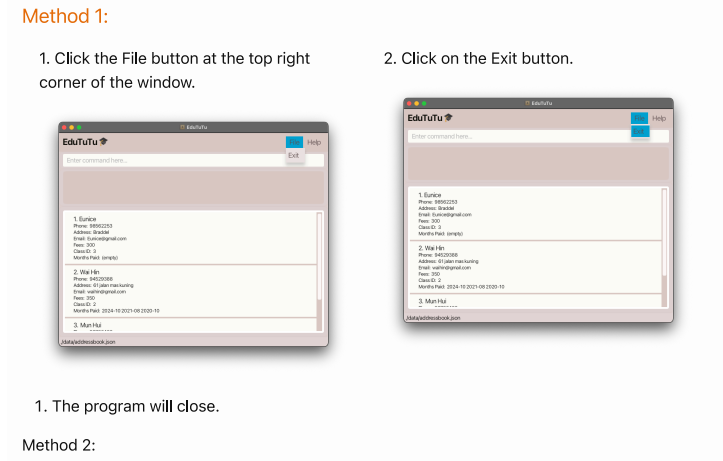 Method 1:
1. Click the File button at the top right
corner of the window.
EduTuTu
EduTuTu
File Help
Enter command here...
Exit
1. Eunice
Phone: 98562253
Address: Braddel
Email: Eunice@gmail.com
Fees: 300
Class ID: 3
Months Paid: (empty)
2. Wai Hin
Phone: 94529388
Address: 61 jalan mas kuning
Email: waihin@gmail.com
Fees: 350
Class ID: 2
Months Paid: 2024-10 2021-08 2020-10
3. Mun Hui
/data/addressbook.json
2. Click on the Exit button.
EduTuTu
EduTuTu
File Help
Enter command here...
Exit
1. Eunice
Phone: 98562253
Address: Braddel
Email: Eunice@gmail.com
Fees: 300
Class ID: 3
Months Paid: (empty)
2. Wai Hin
Phone: 94529388
Address: 61 jalan mas kuning
Email: waihin@gmail.com
Fees: 350
Class ID: 2
Months Paid: 2024-10 2021-08 2020-10
3. Mun Hui
/data/addressbook.json
1. The program will close.
Method 2: